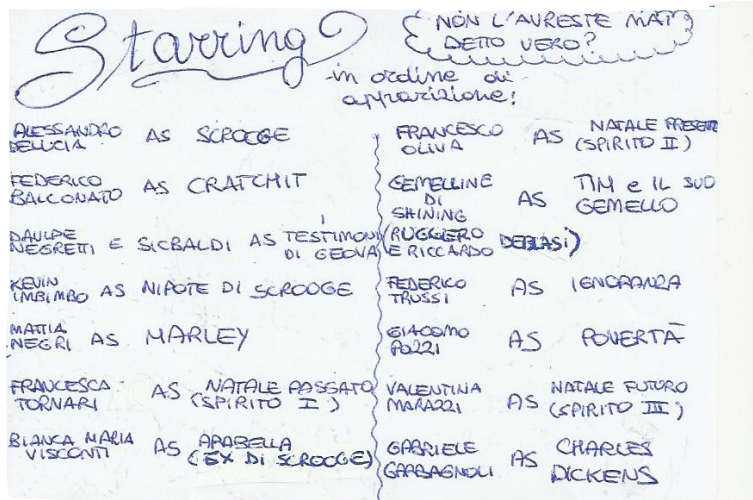 Starring
NON L'AVRESTE MAI
DETTO VERO?
in ordine di
apparizione:
ALESSANDRO
DELUCIA AS SCROOGE
FEDERICO
BALCONATO AS CRATCHIT
DAVIDE
NEGRETTI E SICBALDI AS TESTIMONI
DI GEOVA
KEVIN
IMBIMBO AS NIPOTE DI SCROOGE
MATTIA
NEGRI AS MARLEY
FRANCESCA
TORNARI AS NATALE PASSATO
(SPIRITO I)
BIANCA MARIA
VISCONTI AS ARABELLA
(EX DI SCROOGE)
FRANCESCO
OLIVA AS NATALE PRESENTE
(SPIRITO II)
GEMELLINE
DI
SHINING AS TIM e IL SUO
GEMELLO
(RUGGIERO
E RICCARDO DEBLASI)
FEDERICO
TRUSSI AS IGNORANZA
GIACOMO
POZZI AS POVERTÀ
VALENTINA
MARAZZI AS NATALE FUTURO
(SPIRITO III)
GABRIELE
GARBAGNOLI AS CHARLES
DICKENS